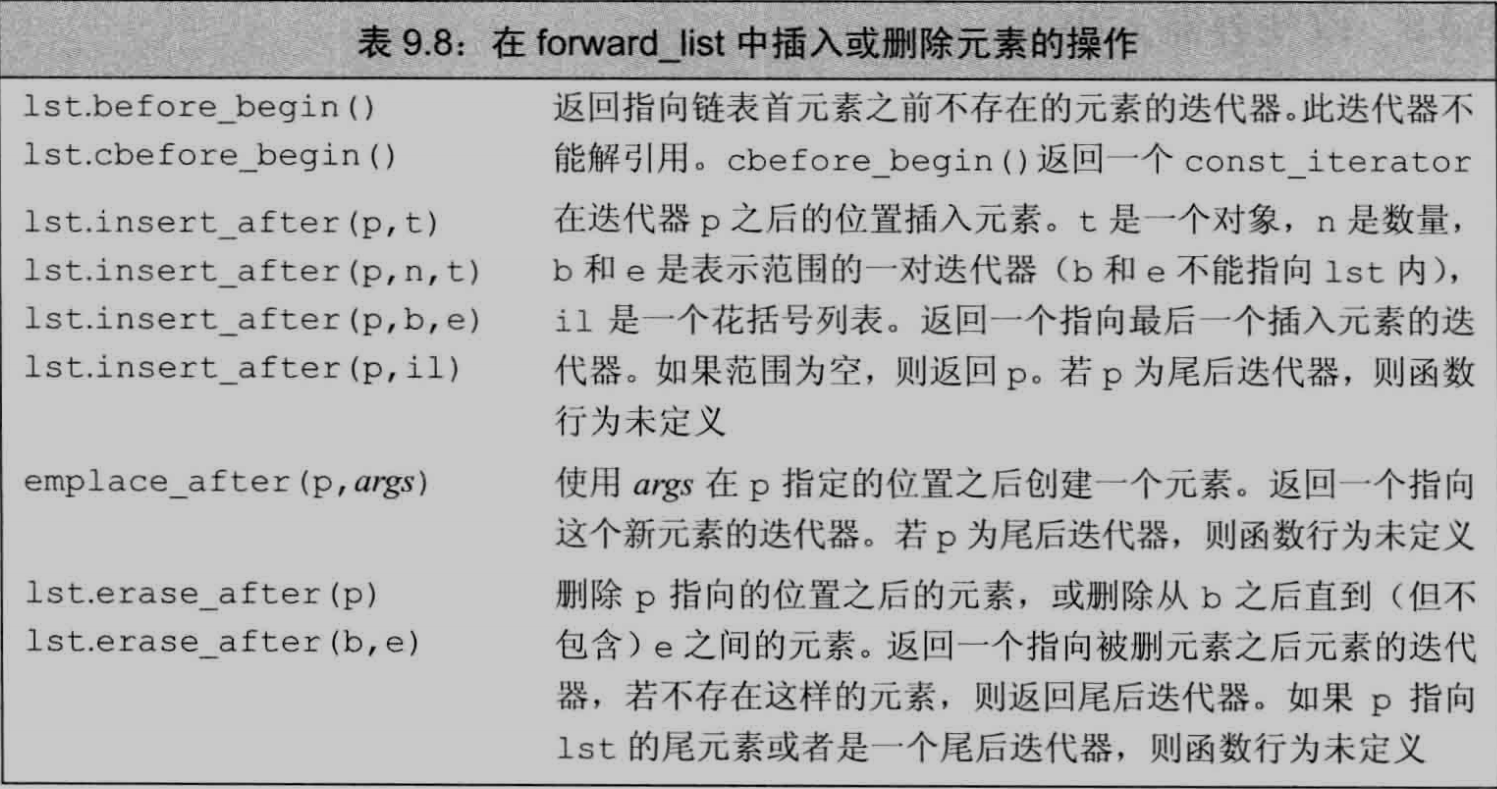 表 9.8：在 forward_list 中插入或删除元素的操作
lst.before_begin() 返回指向链表首元素之前不存在的元素的迭代器。此迭代器不
lst.cbefore_begin() 能解引用。cbefore_begin()返回一个 const_iterator
lst.insert_after(p,t) 在迭代器 p 之后的位置插入元素。t 是一个对象，n 是数量，
lst.insert_after(p,n,t) b 和 e 是表示范围的一对迭代器（b 和 e 不能指向 lst 内），
lst.insert_after(p,b,e) il 是一个花括号列表。返回一个指向最后一个插入元素的迭
lst.insert_after(p,il) 代器。如果范围为空，则返回 p。若 p 为尾后迭代器，则函数
行为未定义
emplace_after(p,args) 使用 args 在 p 指定的位置之后创建一个元素。返回一个指向
这个新元素的迭代器。若 p 为尾后迭代器，则函数行为未定义
lst.erase_after(p) 删除 p 指向的位置之后的元素，或删除从 b 之后直到（但不
lst.erase_after(b,e) 包含）e 之间的元素。返回一个指向被删元素之后元素的迭代
器，若不存在这样的元素，则返回尾后迭代器。如果 p 指向
lst 的尾元素或者是一个尾后迭代器，则函数行为未定义